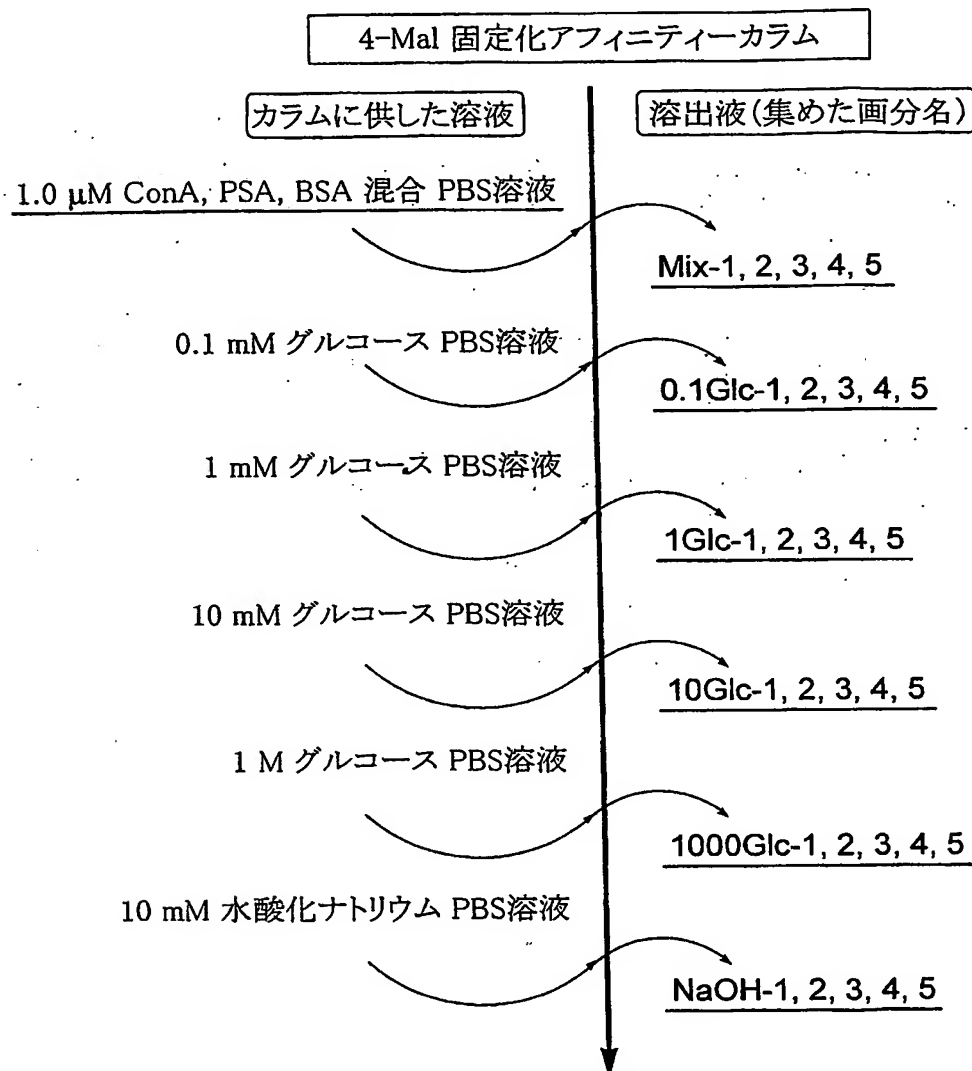 4-Mal 固定化アフィニティーカラム
カラムに供した溶液
溶出液(集めた画分名)
1.0 μM ConA, PSA, BSA 混合 PBS溶液
Mix-1, 2, 3, 4, 5
0.1 mM グルコース PBS溶液
0.1Glc-1, 2, 3, 4, 5
1 mM グルコース PBS溶液
1Glc-1, 2, 3, 4, 5
10 mM グルコース PBS溶液
10Glc-1, 2, 3, 4, 5
1 M グルコース PBS溶液
1000Glc-1, 2, 3, 4, 5
10 mM 水酸化ナトリウム PBS溶液
NaOH-1, 2, 3, 4, 5